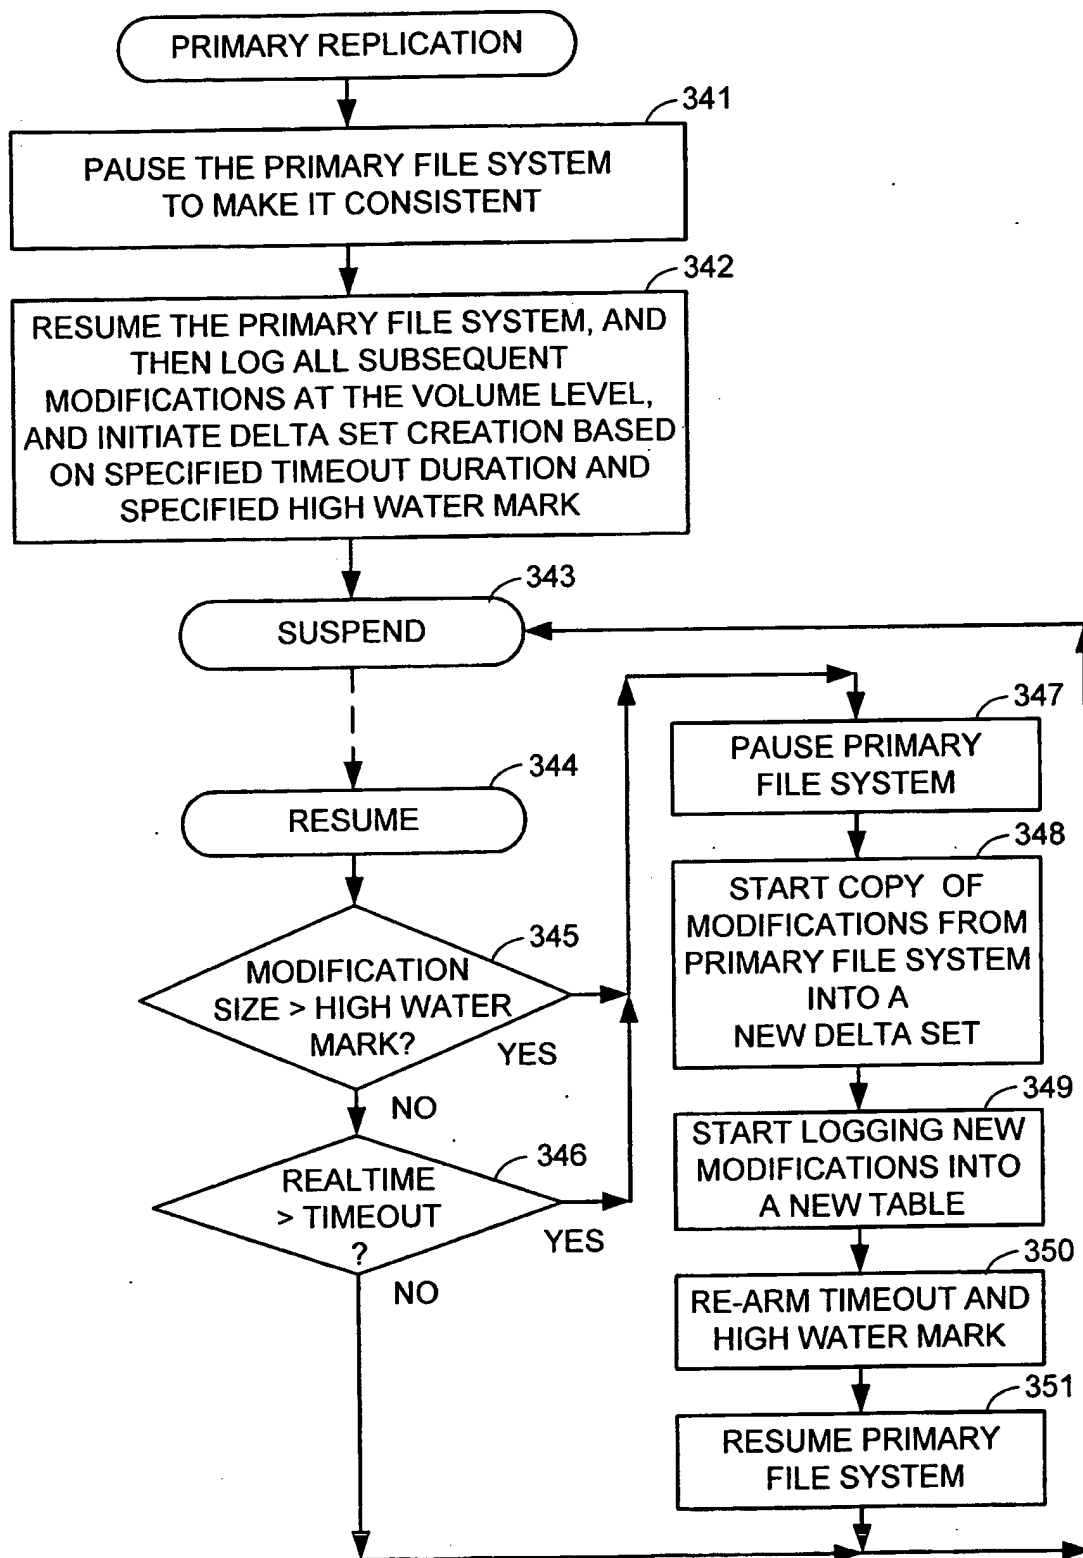 PRIMARY REPLICATION
341
PAUSE THE PRIMARY FILE SYSTEM
TO MAKE IT CONSISTENT
342
RESUME THE PRIMARY FILE SYSTEM, AND
THEN LOG ALL SUBSEQUENT
MODIFICATIONS AT THE VOLUME LEVEL,
AND INITIATE DELTA SET CREATION BASED
ON SPECIFIED TIMEOUT DURATION AND
SPECIFIED HIGH WATER MARK
343
SUSPEND
344
RESUME
345
MODIFICATION
SIZE > HIGH WATER
MARK?
YES
NO
346
REALTIME
> TIMEOUT
?
YES
NO
347
PAUSE PRIMARY
FILE SYSTEM
348
START COPY OF
MODIFICATIONS FROM
PRIMARY FILE SYSTEM
INTO A
NEW DELTA SET
349
START LOGGING NEW
MODIFICATIONS INTO
A NEW TABLE
350
RE-ARM TIMEOUT AND
HIGH WATER MARK
351
RESUME PRIMARY
FILE SYSTEM